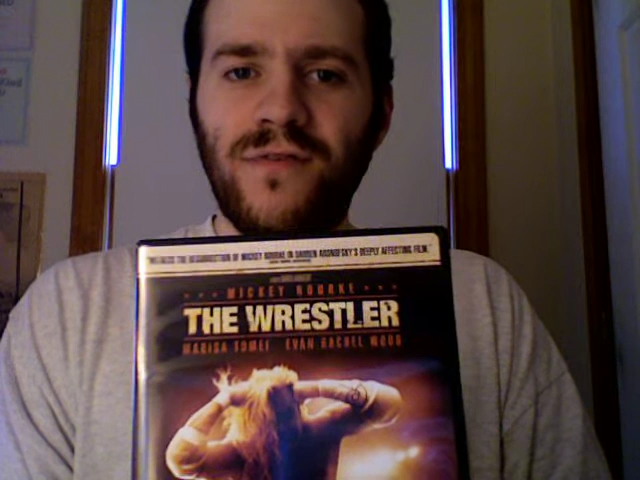 "WITNESS THE RESURRECTION OF MICKEY ROURKE IN DARREN ARONOFSKY'S DEEPLY AFFECTING FILM."
MICKEY ROURKE
THE WRESTLER
MARISA TOMEI EVAN RACHEL WOOD